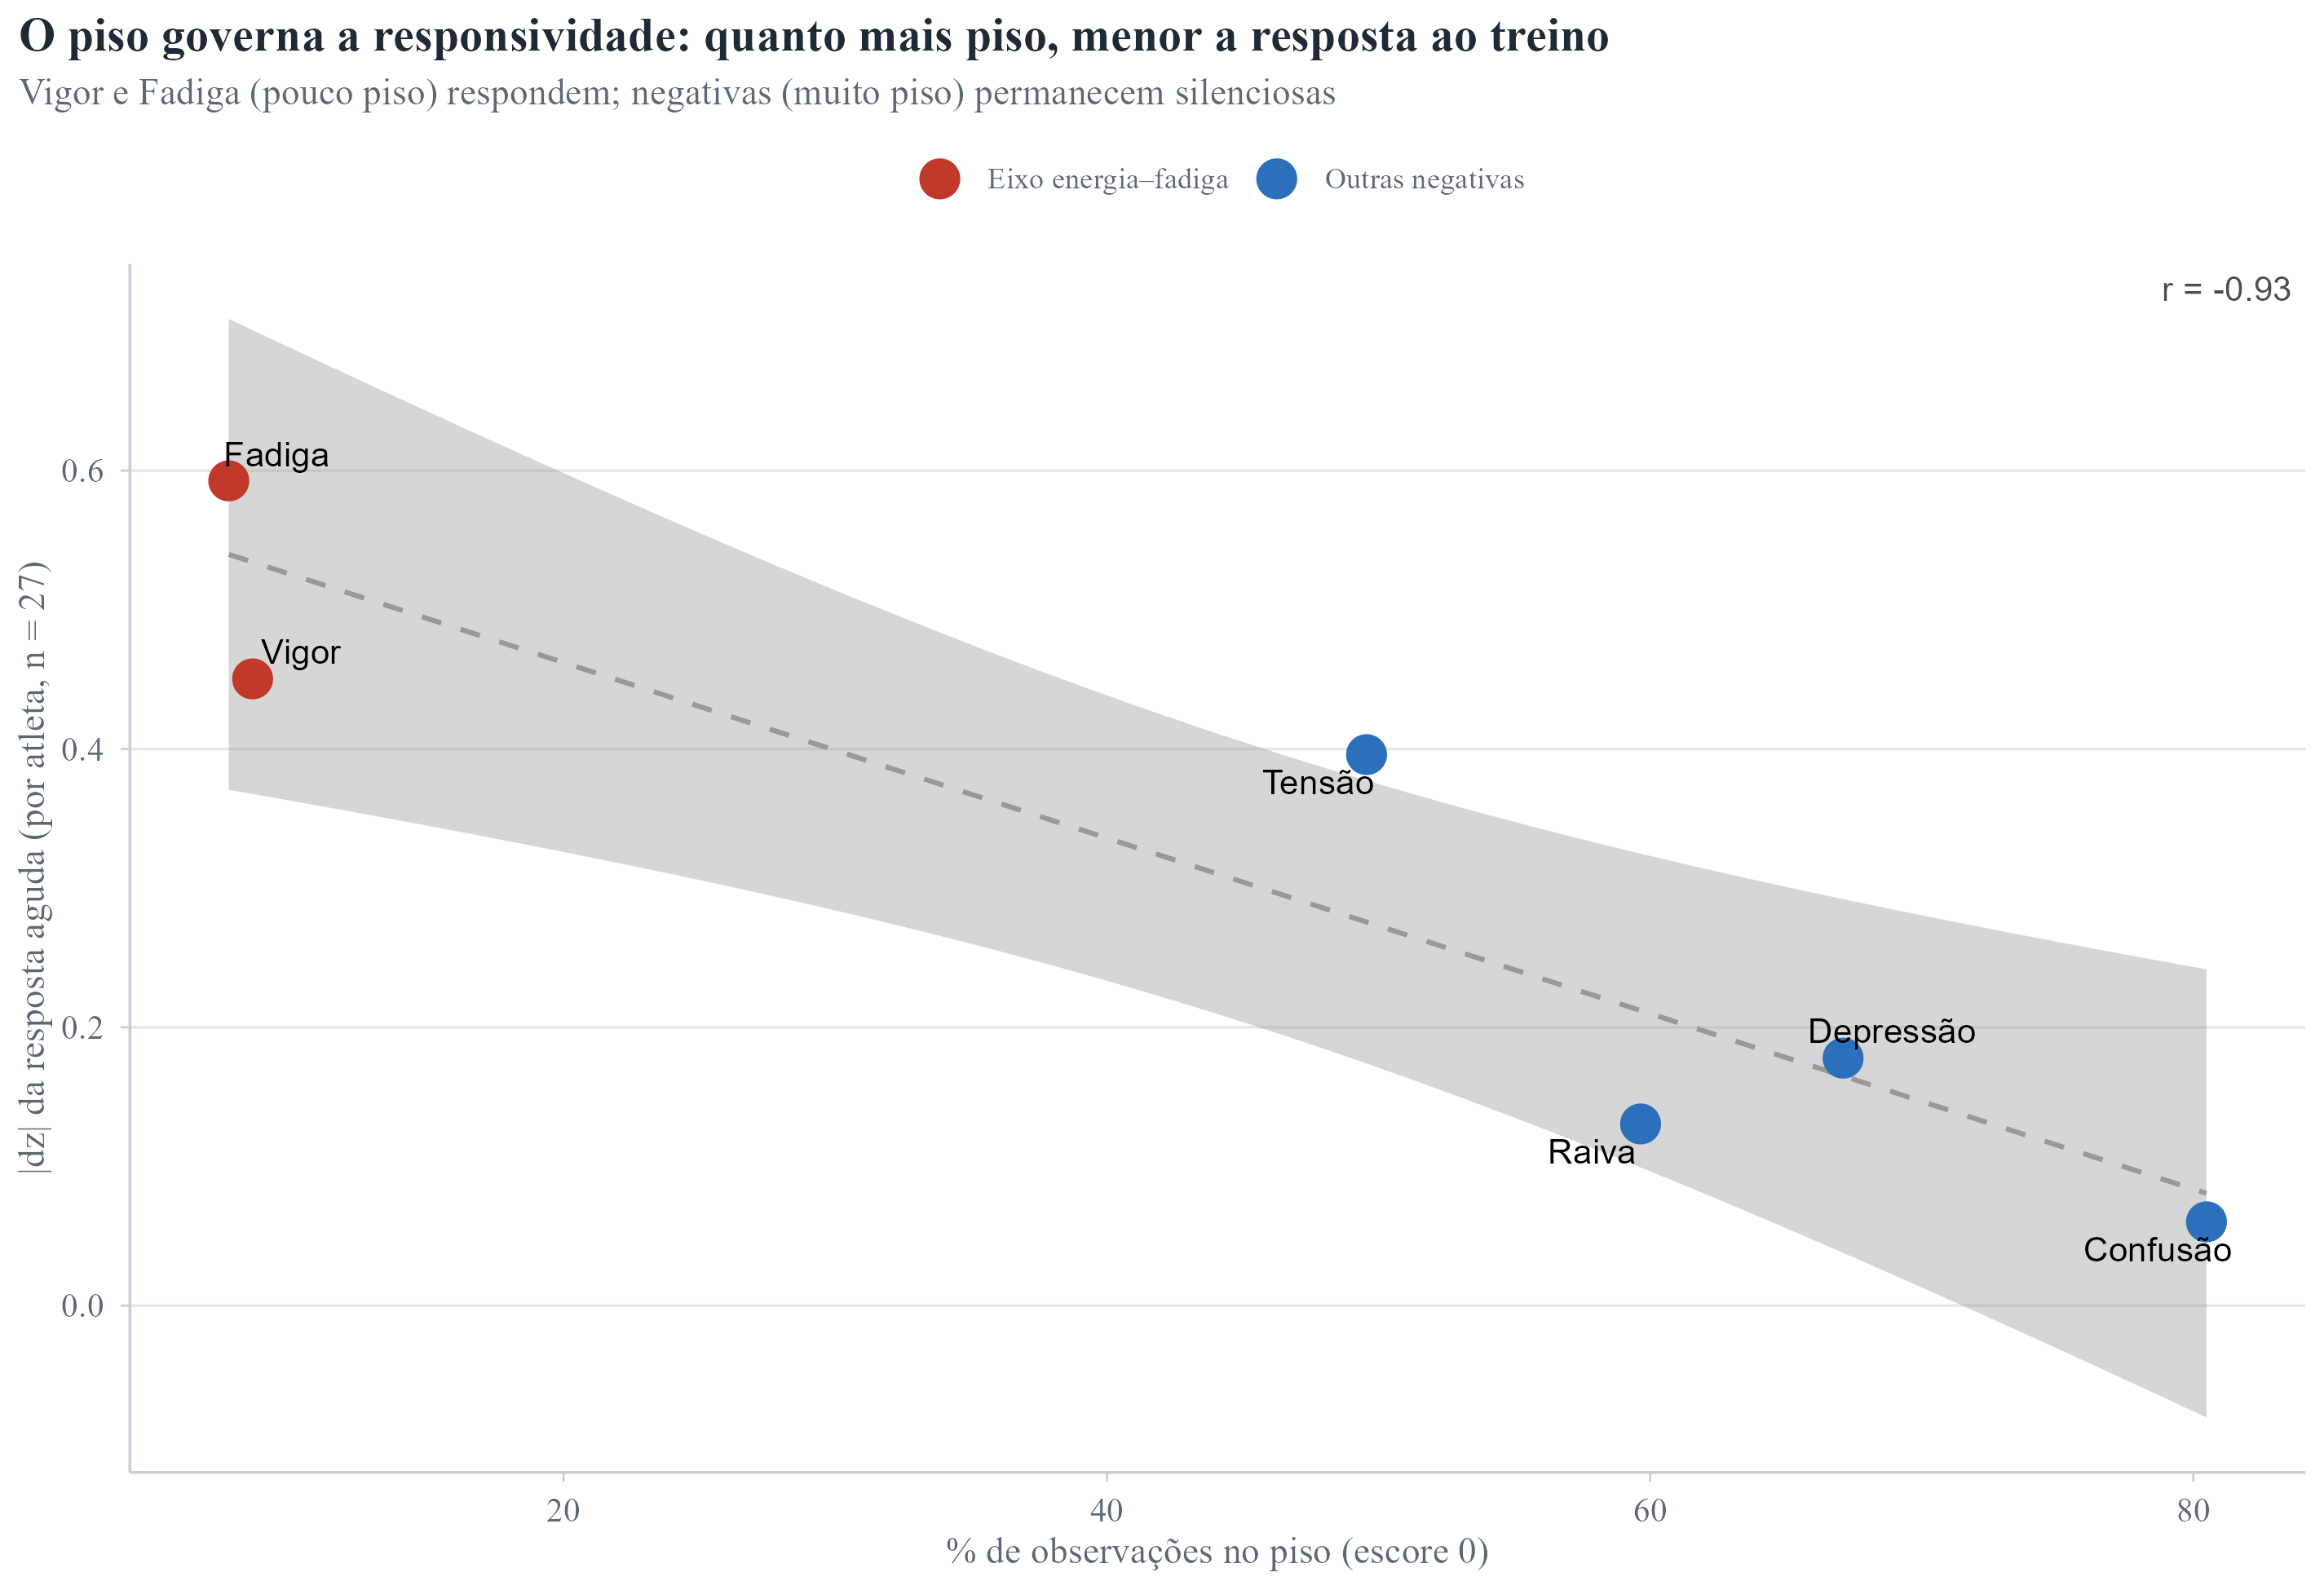 O piso governa a responsividade: quanto mais piso, menor a resposta ao treino
Vigor e Fadiga (pouco piso) respondem; negativas (muito piso) permanecem silenciosas
Eixo energia–fadiga
Outras negativas
r = -0.93
Fadiga
Vigor
Tensão
Depressão
Raiva
Confusão
|dz| da resposta aguda (por atleta, n = 27)
0.6
0.4
0.2
0.0
20
40
60
80
% de observações no piso (escore 0)